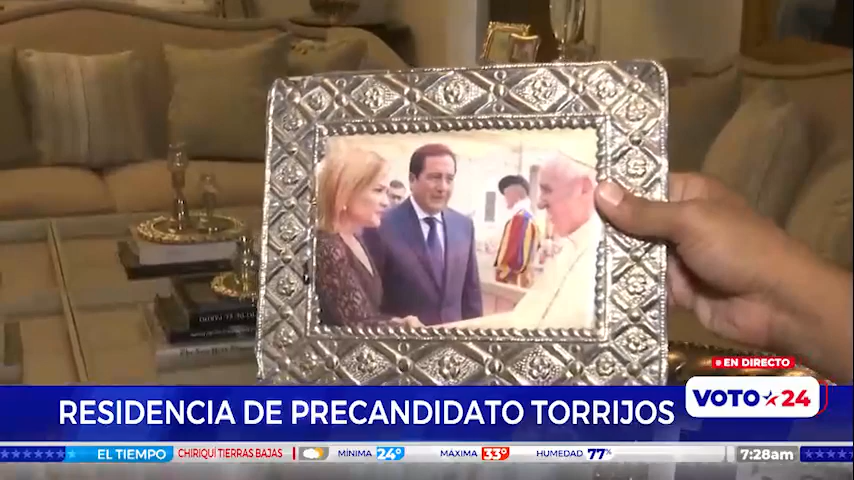 EN DIRECTO
RESIDENCIA DE PRECANDIDATO TORRIJOS
VOTO★24
EL TIEMPO CHIRIQUÍ TIERRAS BAJAS MÍNIMA 24° MÁXIMA 33° HUMEDAD 77% 7:28am